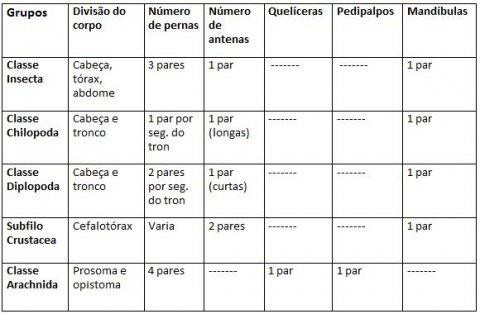 Grupos | Divisão do corpo | Número de pernas | Número de antenas | Quelíceras | Pedipalpos | Mandíbulas
Classe Insecta | Cabeça, tórax, abdome | 3 pares | 1 par | ------- | ------- | 1 par
Classe Chilopoda | Cabeça e tronco | 1 par por seg. do tron | 1 par (longas) | ------- | ------- | 1 par
Classe Diplopoda | Cabeça e tronco | 2 pares por seg. do tron | 1 par (curtas) | ------- | ------- | 1 par
Subfilo Crustacea | Cefalotórax | Varia | 2 pares | ------- | ------- | 1 par
Classe Arachnida | Prosoma e opistoma | 4 pares | ------- | 1 par | 1 par | -------